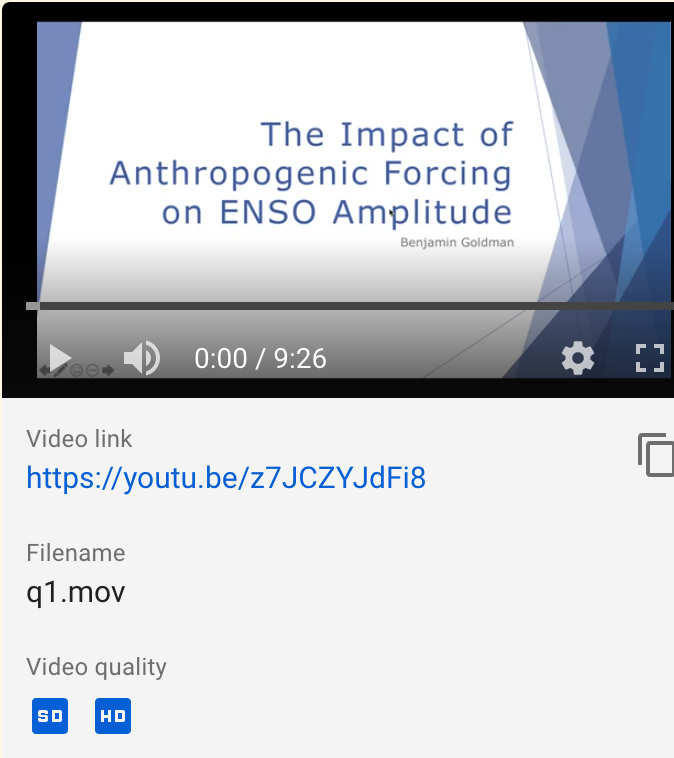 The Impact of
Anthropogenic Forcing
on ENSO Amplitude
Benjamin Goldman
0:00 / 9:26
Video link
https://youtu.be/z7JCZYJdFi8
Filename
q1.mov
Video quality
SD HD